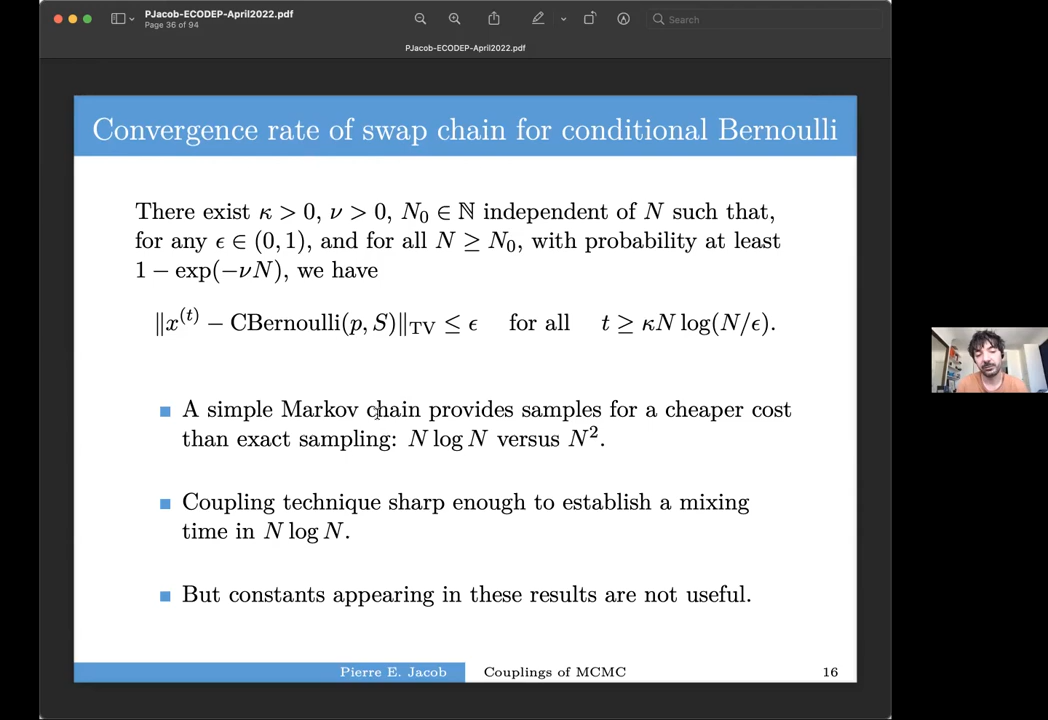 PJacob-ECODEP-April2022.pdf
Page 36 of 94
Search
PJacob-ECODEP-April2022.pdf
Convergence rate of swap chain for conditional Bernoulli
There exist κ > 0, ν > 0, N₀ ∈ ℕ independent of N such that,
for any ϵ ∈ (0, 1), and for all N ≥ N₀, with probability at least
1 − exp(−νN), we have
‖x⁽ᵗ⁾ − CBernoulli(p, S)‖TV ≤ ϵ for all t ≥ κN log(N/ϵ).
A simple Markov chain provides samples for a cheaper cost
than exact sampling: N log N versus N².
Coupling technique sharp enough to establish a mixing
time in N log N.
But constants appearing in these results are not useful.
Pierre E. Jacob Couplings of MCMC 16